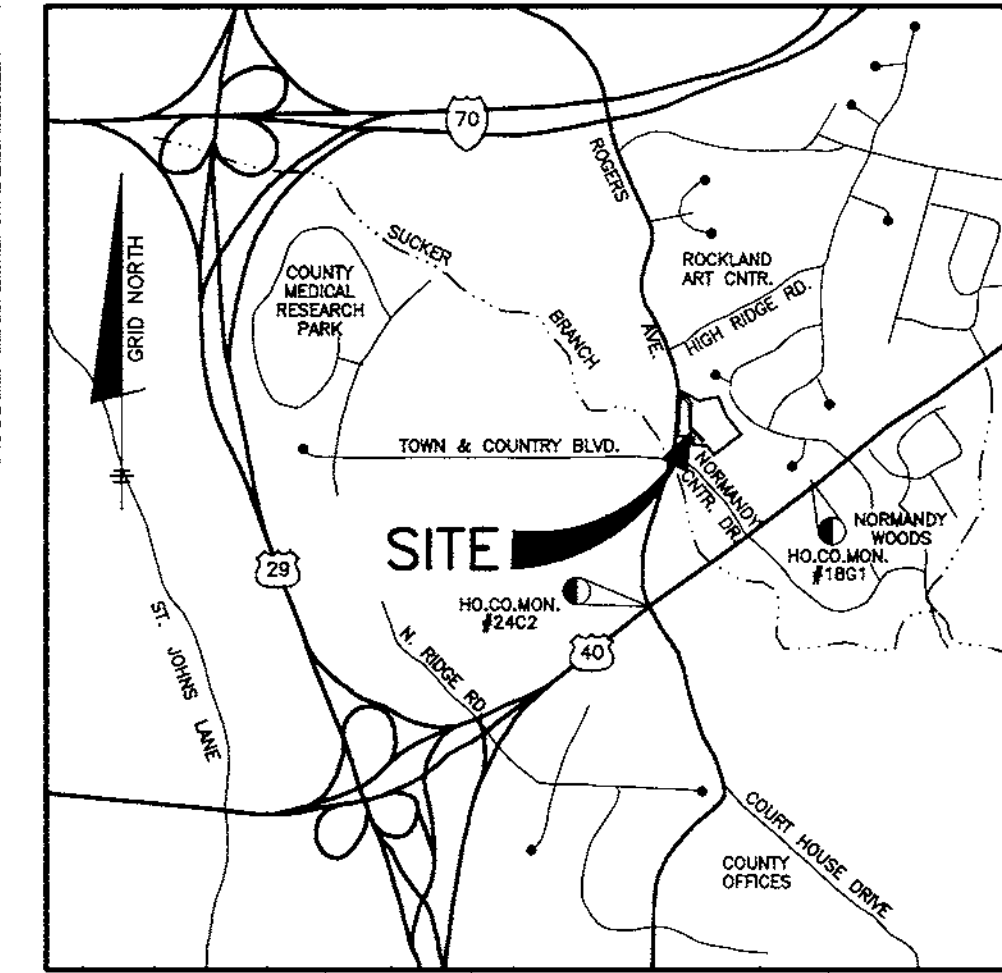 70
ROGERS
AVE.
SUCKER
BRANCH
GRID NORTH
COUNTY
MEDICAL
RESEARCH
PARK
ROCKLAND
ART CNTR.
HIGH RIDGE RD.
TOWN & COUNTRY BLVD.
NORMANDY
CNTR. DR.
SITE
NORMANDY
WOODS
HO.CO.MON.
#18G1
29
HO.CO.MON.
#24C2
40
N. RIDGE RD.
ST. JOHNS
LANE
COURT HOUSE DRIVE
COUNTY
OFFICES